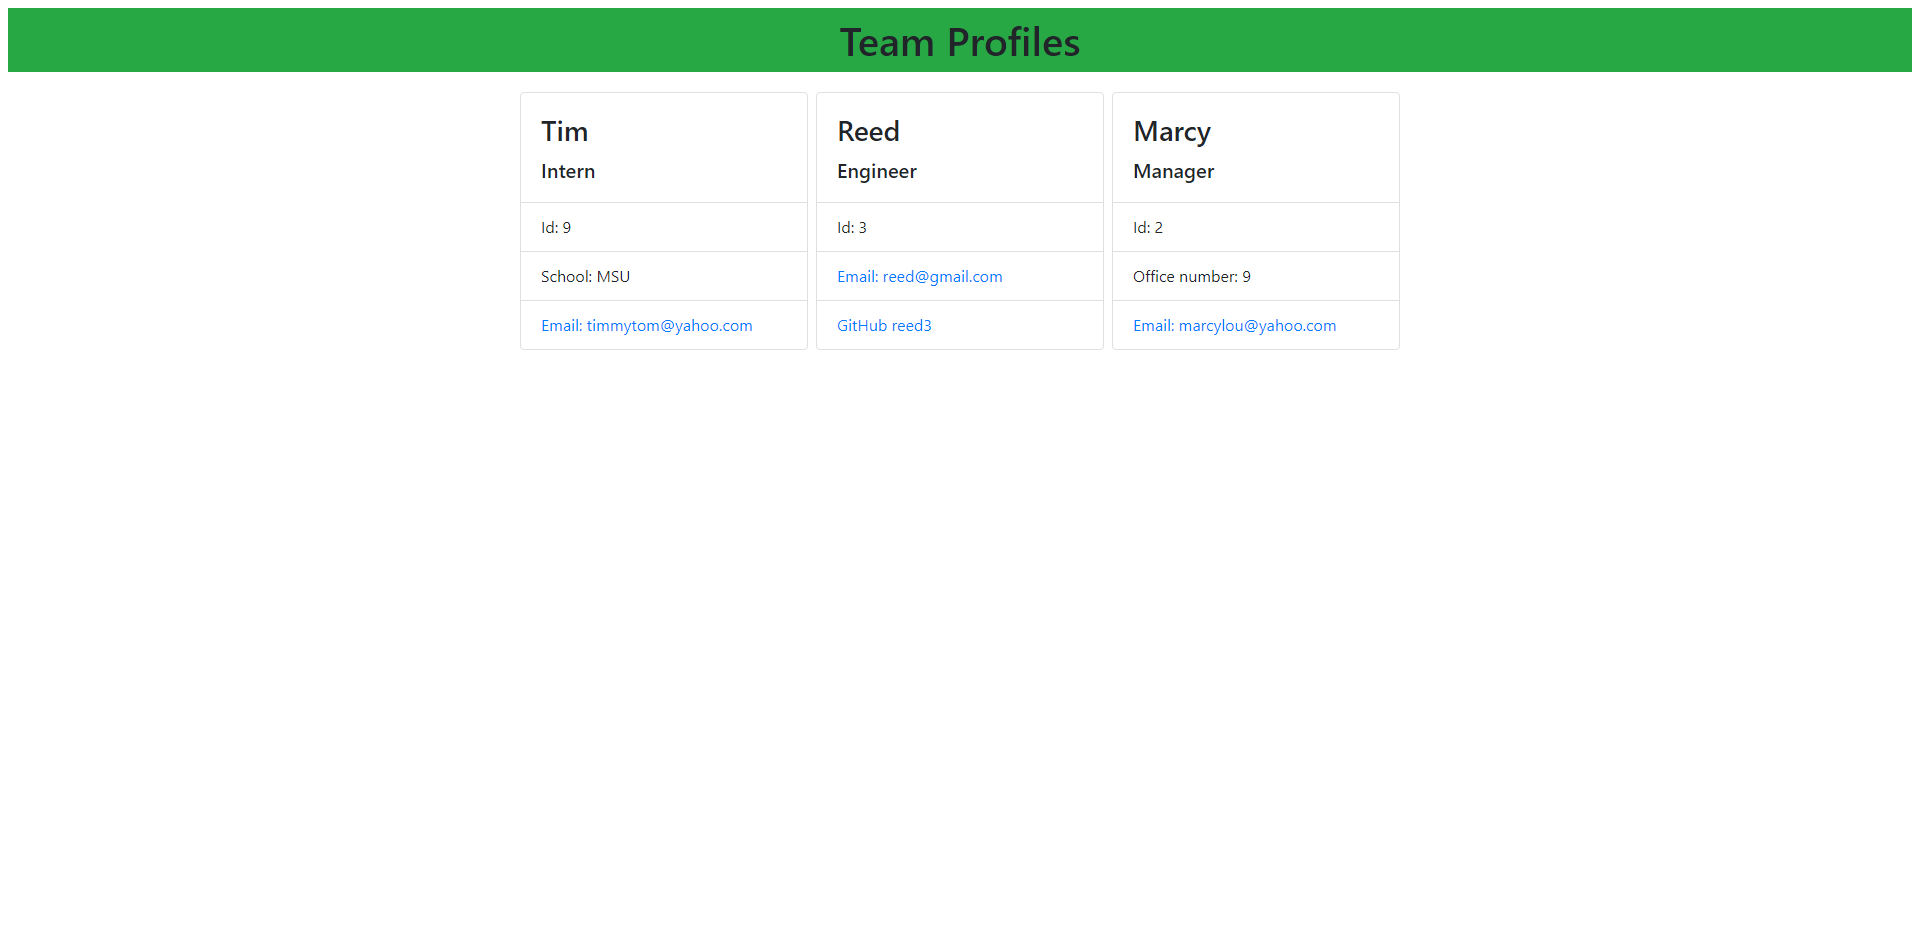 Team Profiles
Tim
Intern
Id: 9
School: MSU
Email: timmytom@yahoo.com
Reed
Engineer
Id: 3
Email: reed@gmail.com
GitHub reed3
Marcy
Manager
Id: 2
Office number: 9
Email: marcylou@yahoo.com